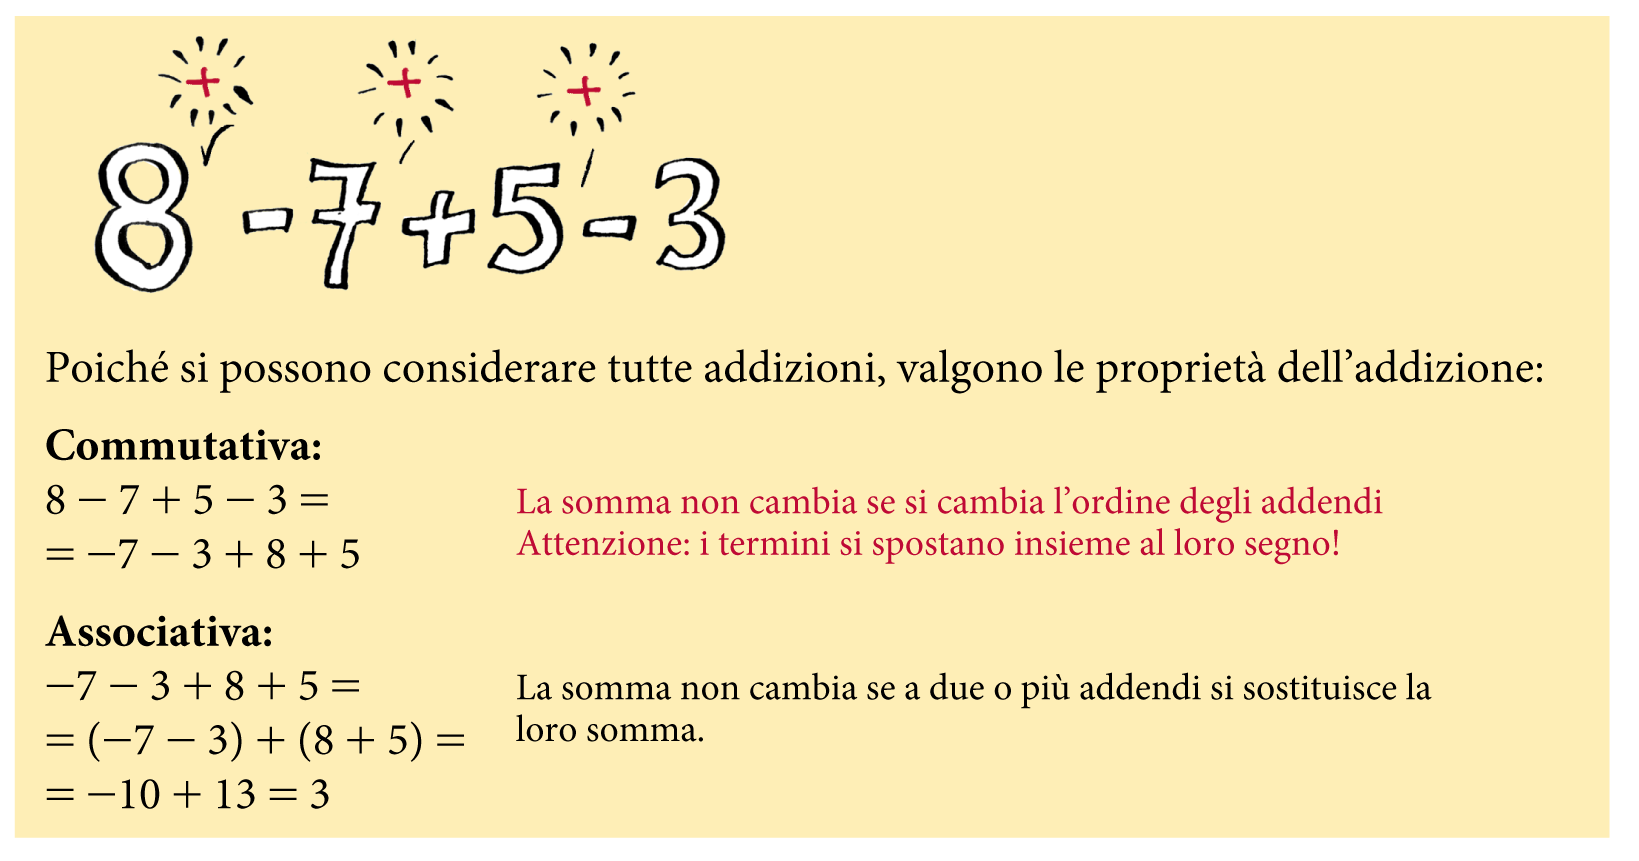 + + +
8 - 7 + 5 - 3
Poiché si possono considerare tutte addizioni, valgono le proprietà dell’addizione:
Commutativa:
8 − 7 + 5 − 3 =
= −7 − 3 + 8 + 5
La somma non cambia se si cambia l’ordine degli addendi
Attenzione: i termini si spostano insieme al loro segno!
Associativa:
−7 − 3 + 8 + 5 =
= (−7 − 3) + (8 + 5) =
= −10 + 13 = 3
La somma non cambia se a due o più addendi si sostituisce la
loro somma.